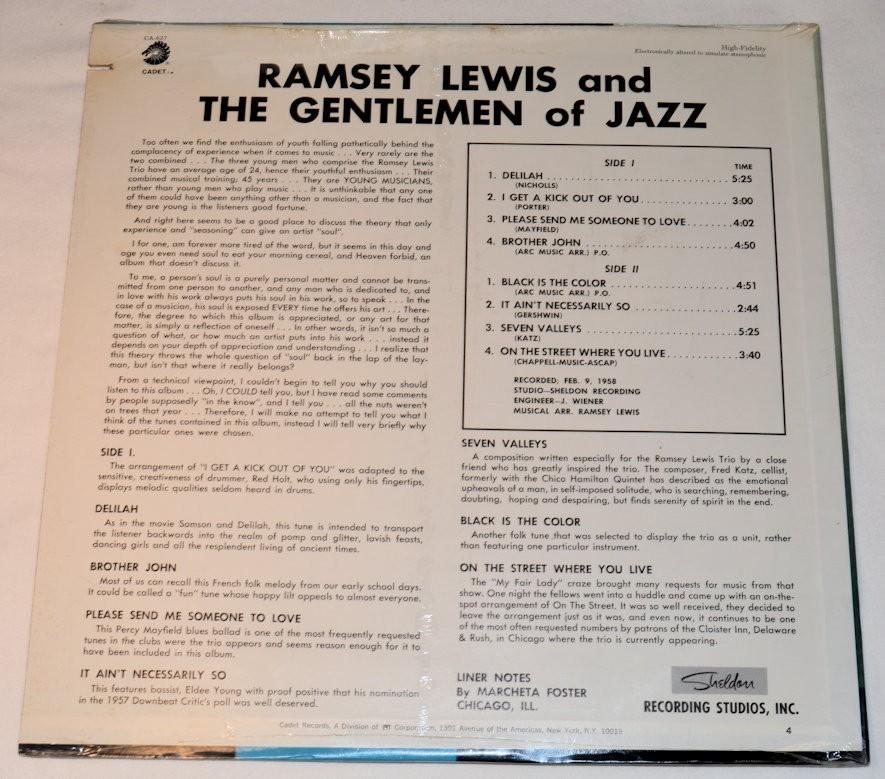 CA-627
CADET
High-Fidelity
Electronically altered to simulate stereophonic
RAMSEY LEWIS and
THE GENTLEMEN of JAZZ
Too often we find the enthusiasm of youth falling pathetically behind the
complacency of experience when it comes to music . . . Very rarely are the
two combined . . . The three young men who comprise the Ramsey Lewis
Trio have an average age of 24, hence their youthful enthusiasm . . . Their
combined musical training; 45 years . . . They are YOUNG MUSICIANS,
rather than young men who play music . . . It is unthinkable that any one
of them could have been anything other than a musician, and the fact that
they are young is the listeners good fortune.
And right here seems to be a good place to discuss the theory that only
experience and "seasoning" can give an artist "soul".
I for one, am forever more tired of the word, but it seems in this day and
age you even need soul to eat your morning cereal, and Heaven forbid, an
album that doesn't discuss it.
To me, a person's soul is a purely personal matter and cannot be trans-
mitted from one person to another, and any man who is dedicated to, and
in love with his work always puts his soul in his work, so to speak . . . In the
case of a musician, his soul is exposed EVERY time he offers his art . . . There-
fore, the degree to which this album is appreciated, or any art for that
matter, is simply a reflection of oneself . . . In other words, it isn't so much a
question of what, or how much an artist puts into his work . . . instead it
depends on your depth of appreciation and understanding . . . I realize that
this theory throws the whole question of "soul" back in the lap of the lay-
man, but isn't that where it really belongs?
From a technical viewpoint, I couldn't begin to tell you why you should
listen to this album . . . Oh, I COULD tell you, but I have read some comments
by people supposedly "in the know", and I tell you . . . all the nuts weren't
on trees that year . . . Therefore, I will make no attempt to tell you what I
think of the tunes contained in this album, instead I will tell very briefly why
these particular ones were chosen.
SIDE I.
The arrangement of "I GET A KICK OUT OF YOU" was adapted to the
sensitive, creativeness of drummer, Red Holt, who using only his fingertips,
displays melodic qualities seldom heard in drums.
DELILAH
As in the movie Samson and Delilah, this tune is intended to transport
the listener backwords into the realm of pomp and glitter, lavish feasts,
dancing girls and all the resplendent living of ancient times.
BROTHER JOHN
Most of us can recall this French folk melody from our early school days.
It could be called a "fun" tune whose happy lilt appeals to almost everyone.
PLEASE SEND ME SOMEONE TO LOVE
This Percy Mayfield blues ballad is one of the most frequently requested
tunes in the clubs were the trio appears and seems reason enough for it to
have been included in this album.
IT AIN'T NECESSARILY SO
This features bassist, Eldee Young with proof positive that his nomination
in the 1957 Downbeat Critic's poll was well deserved.
SIDE I
TIME
1. DELILAH . . . 5:25
(NICHOLLS)
2. I GET A KICK OUT OF YOU . . . 3:00
(PORTER)
3. PLEASE SEND ME SOMEONE TO LOVE . . . 4:02
(MAYFIELD)
4. BROTHER JOHN . . . 4:50
(ARC MUSIC ARR.) P.O.
SIDE II
1. BLACK IS THE COLOR . . . 4:51
(ARC MUSIC ARR.) P.O.
2. IT AIN'T NECESSARILY SO . . . 2:44
(GERSHWIN)
3. SEVEN VALLEYS . . . 5:25
(KATZ)
4. ON THE STREET WHERE YOU LIVE . . . 3:40
(CHAPPELL-MUSIC-ASCAP)
RECORDED; FEB. 9, 1958
STUDIO—SHELDON RECORDING
ENGINEER—J. WIENER
MUSICAL ARR. RAMSEY LEWIS
SEVEN VALLEYS
A composition written especially for the Ramsey Lewis Trio by a close
friend who has greatly inspired the trio. The composer, Fred Katz, cellist,
formerly with the Chico Hamilton Quintet has described as the emotional
upheavals of a man, in self-imposed solitude, who is searching, remembering,
doubting, hoping and despairing, but finds serenity of spirit in the end.
BLACK IS THE COLOR
Another folk tune that was selected to display the trio as a unit, rather
than featuring one particular instrument.
ON THE STREET WHERE YOU LIVE
The "My Fair Lady" craze brought many requests for music from that
show. One night the fellows went into a huddle and came up with an on-the-
spot arrangement of On The Street. It was so well received, they decided to
leave the arrangement just as it was, and even now, it continues to be one
of the most often requested numbers by patrons of the Cloister Inn, Delaware
& Rush, in Chicago where the trio is currently appearing.
LINER NOTES
By MARCHETA FOSTER
CHICAGO, ILL.
Sheldon
RECORDING STUDIOS, INC.
Cadet Records, A Division of Corporation, 1301 Avenue of the Americas, New York, N.Y. 10019
4